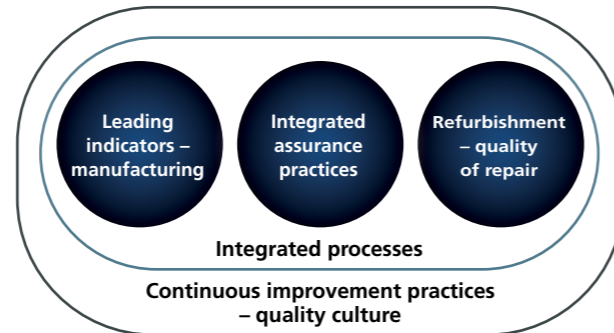 Leading
indicators –
manufacturing
Integrated
assurance
practices
Refurbishment
– quality
of repair
Integrated processes
Continuous improvement practices
– quality culture